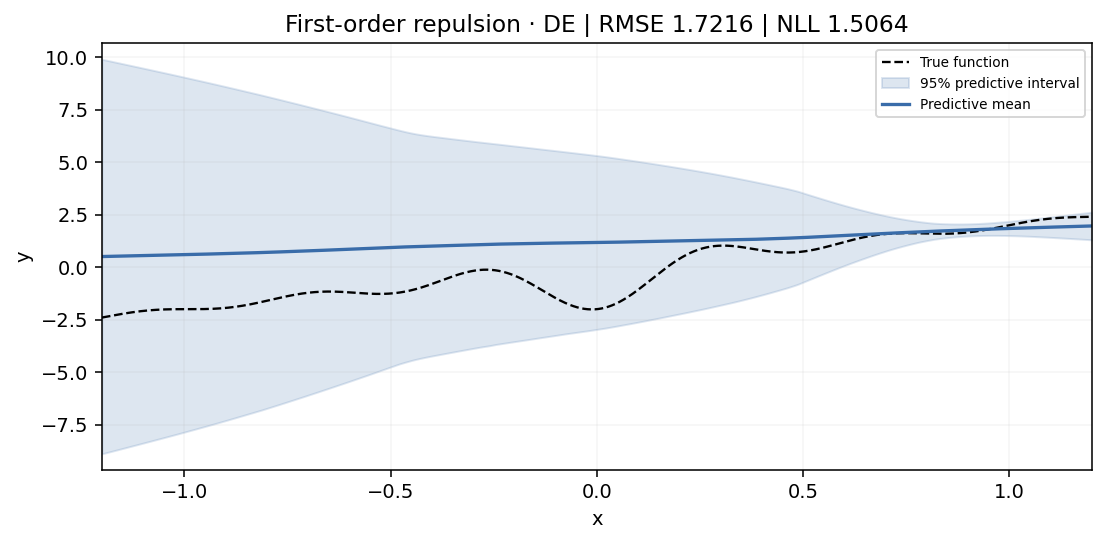 First-order repulsion · DE | RMSE 1.7216 | NLL 1.5064
True function
95% predictive interval
Predictive mean
y
10.0
7.5
5.0
2.5
0.0
−2.5
−5.0
−7.5
−1.0 −0.5 0.0 0.5 1.0
x